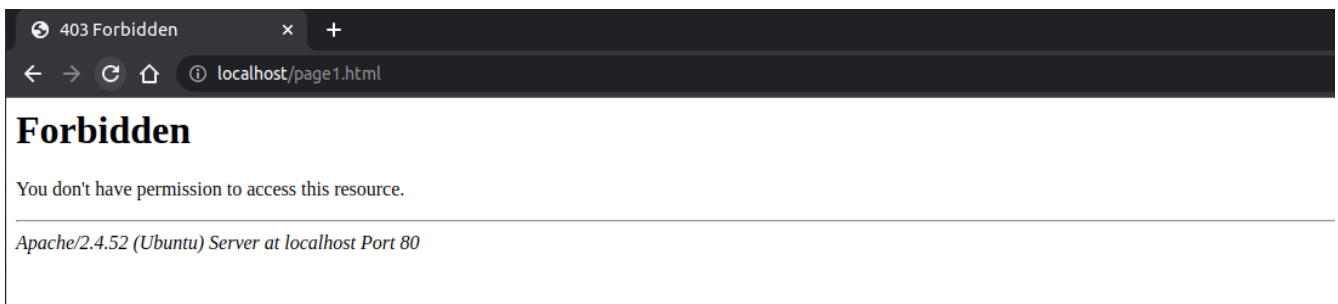 403 Forbidden
localhost/page1.html
Forbidden
You don't have permission to access this resource.
Apache/2.4.52 (Ubuntu) Server at localhost Port 80